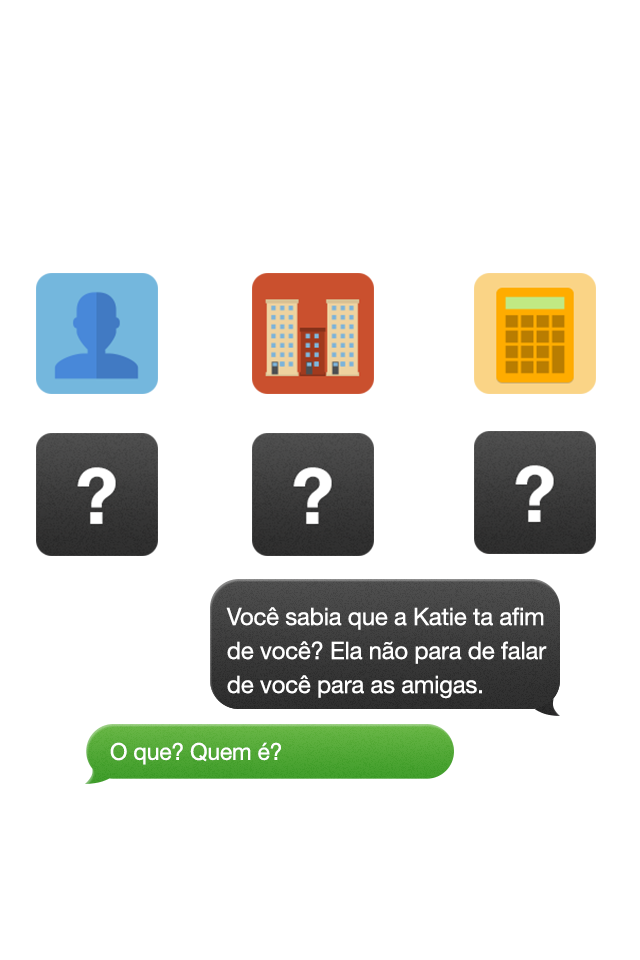 ? ? ?
Você sabia que a Katie ta afim
de você? Ela não para de falar
de você para as amigas.
O que? Quem é?